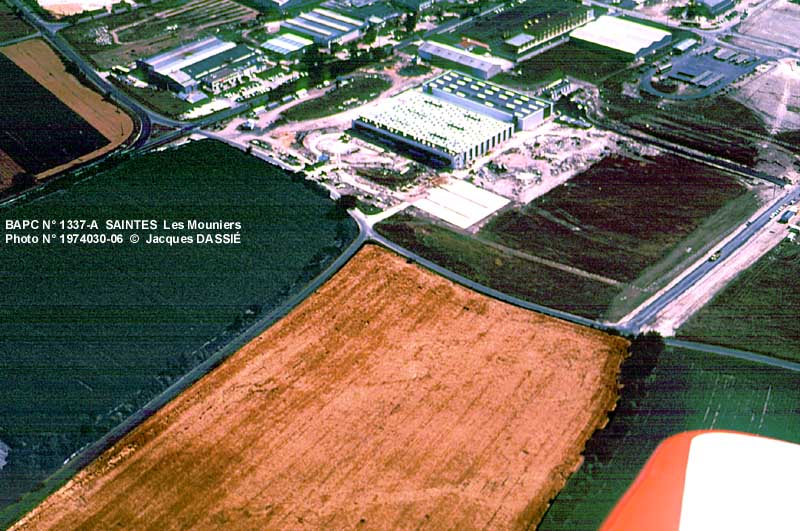 BAPC N° 1337-A SAINTES Les Mouniers
Photo N° 1974030-06 © Jacques DASSIÉ